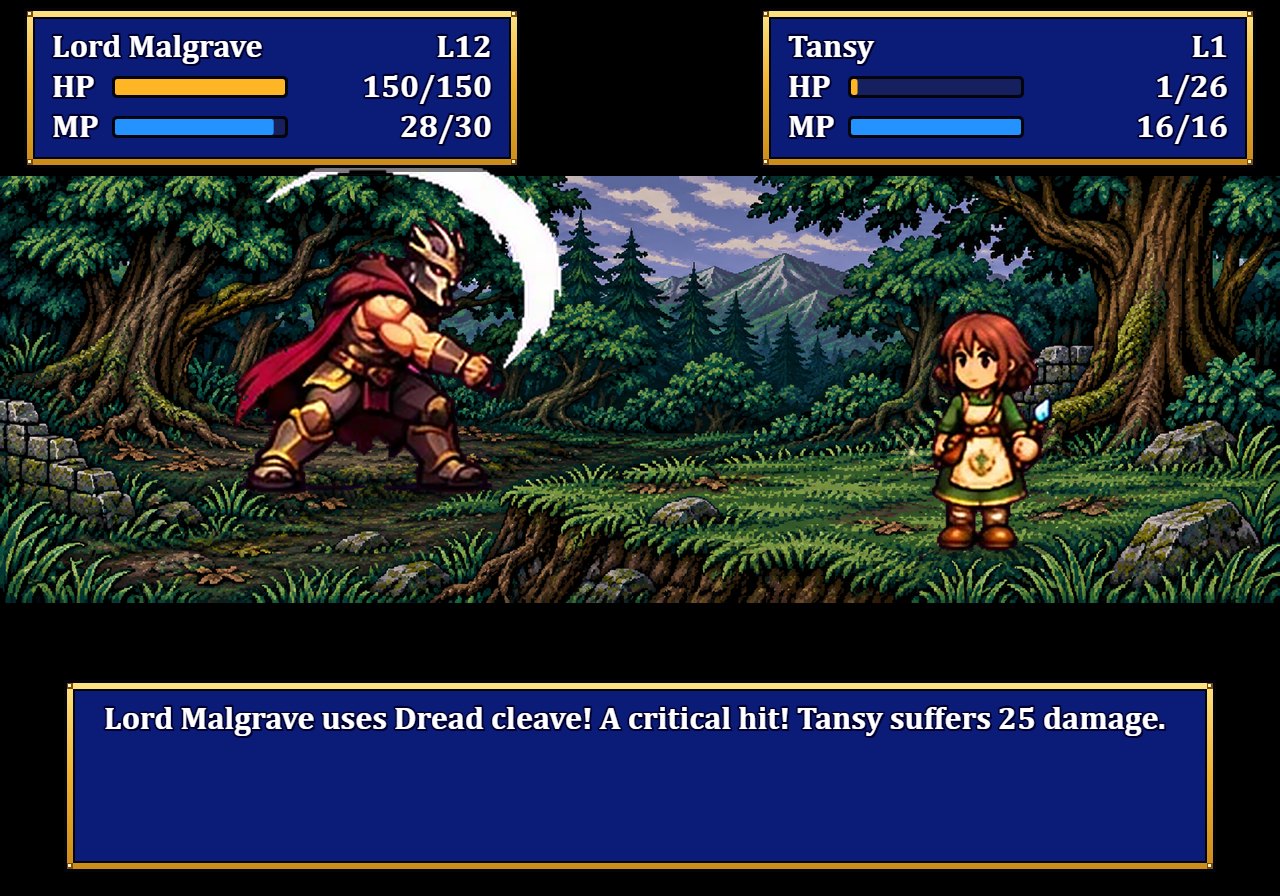 Lord Malgrave L12
HP 150/150
MP 28/30
Tansy L1
HP 1/26
MP 16/16
Lord Malgrave uses Dread cleave! A critical hit! Tansy suffers 25 damage.